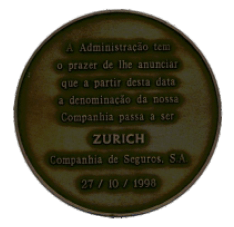 A Administração tem
o prazer de lhe anunciar
que a partir desta data
a denominação da nossa
Companhia passa a ser
ZURICH
Companhia de Seguros, S.A.
27 / 10 / 1998